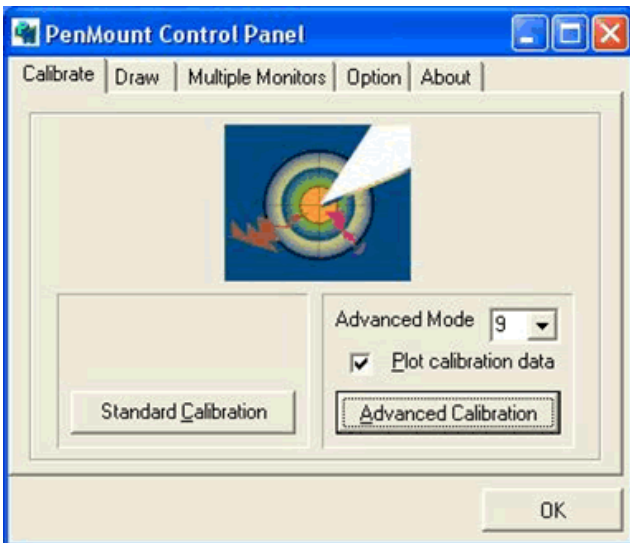 PenMount Control Panel
Calibrate Draw Multiple Monitors Option About
Advanced Mode 9
Plot calibration data
Standard Calibration Advanced Calibration
OK